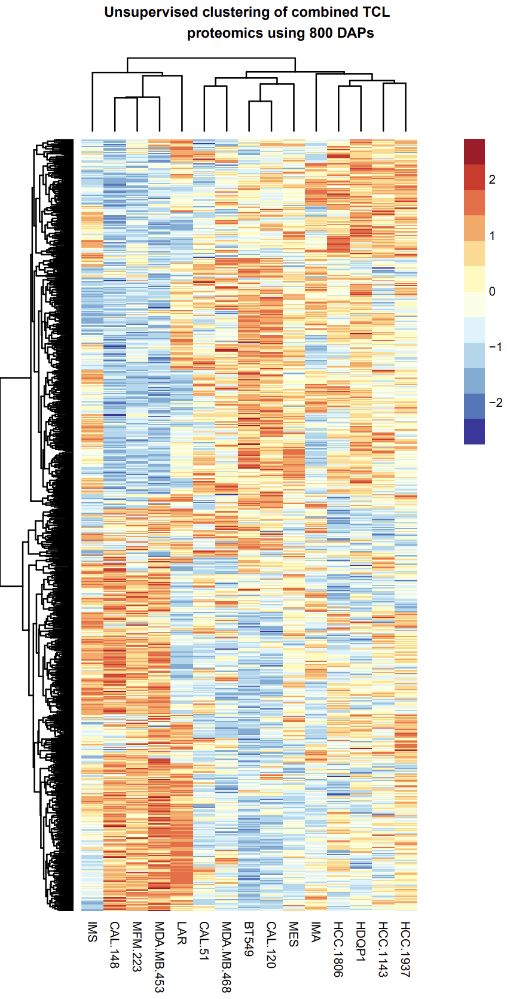 Unsupervised clustering of combined TCL
proteomics using 800 DAPs
2
1
0
−1
−2
IMS
CAL.148
MFM.223
MDA.MB.453
LAR
CAL.51
MDA.MB.468
BT549
CAL.120
MES
IMA
HCC.1806
HDQP1
HCC.1143
HCC.1937